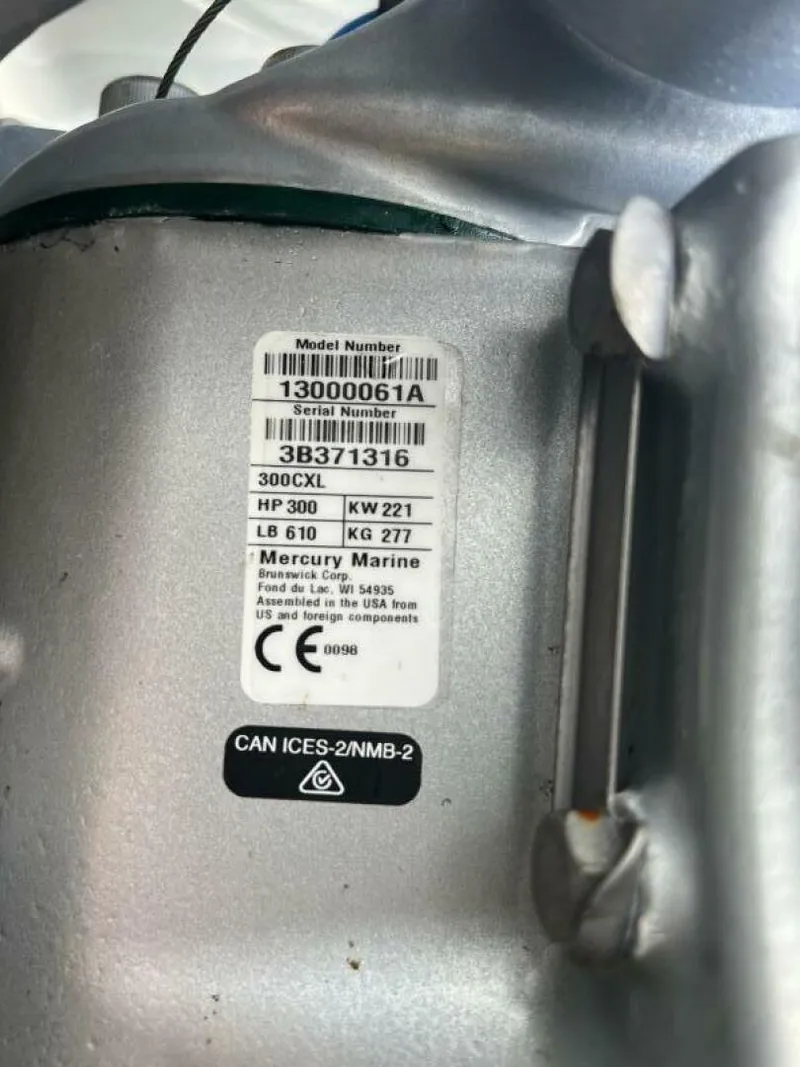 Model Number
13000061A
Serial Number
3B371316
300CXL
HP 300 KW 221
LB 610 KG 277
Mercury Marine
Brunswick Corp.
Fond du Lac, WI 54935
Assembled in the USA from
US and foreign components
CE 0098
CAN ICES-2/NMB-2